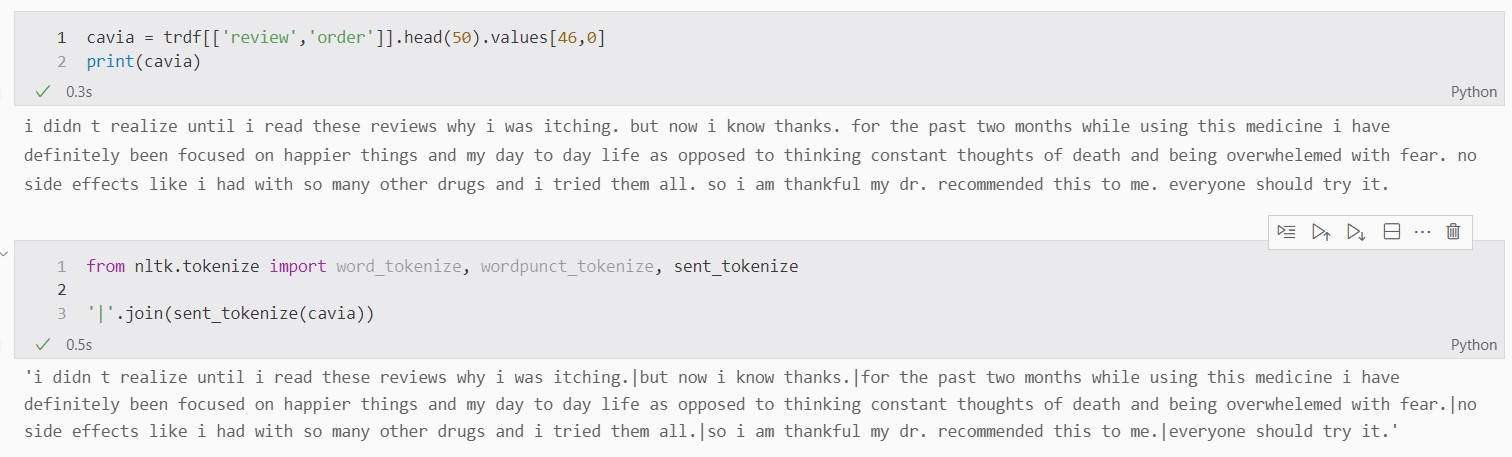 1 cavia = trdf[['review','order']].head(50).values[46,0]
2 print(cavia)
0.3s Python
i didn t realize until i read these reviews why i was itching. but now i know thanks. for the past two months while using this medicine i have
definitely been focused on happier things and my day to day life as opposed to thinking constant thoughts of death and being overwhelemed with fear. no
side effects like i had with so many other drugs and i tried them all. so i am thankful my dr. recommended this to me. everyone should try it.
1 from nltk.tokenize import word_tokenize, wordpunct_tokenize, sent_tokenize
2
3 '|'.join(sent_tokenize(cavia))
0.5s Python
'i didn t realize until i read these reviews why i was itching.|but now i know thanks.|for the past two months while using this medicine i have
definitely been focused on happier things and my day to day life as opposed to thinking constant thoughts of death and being overwhelemed with fear.|no
side effects like i had with so many other drugs and i tried them all.|so i am thankful my dr. recommended this to me.|everyone should try it.'